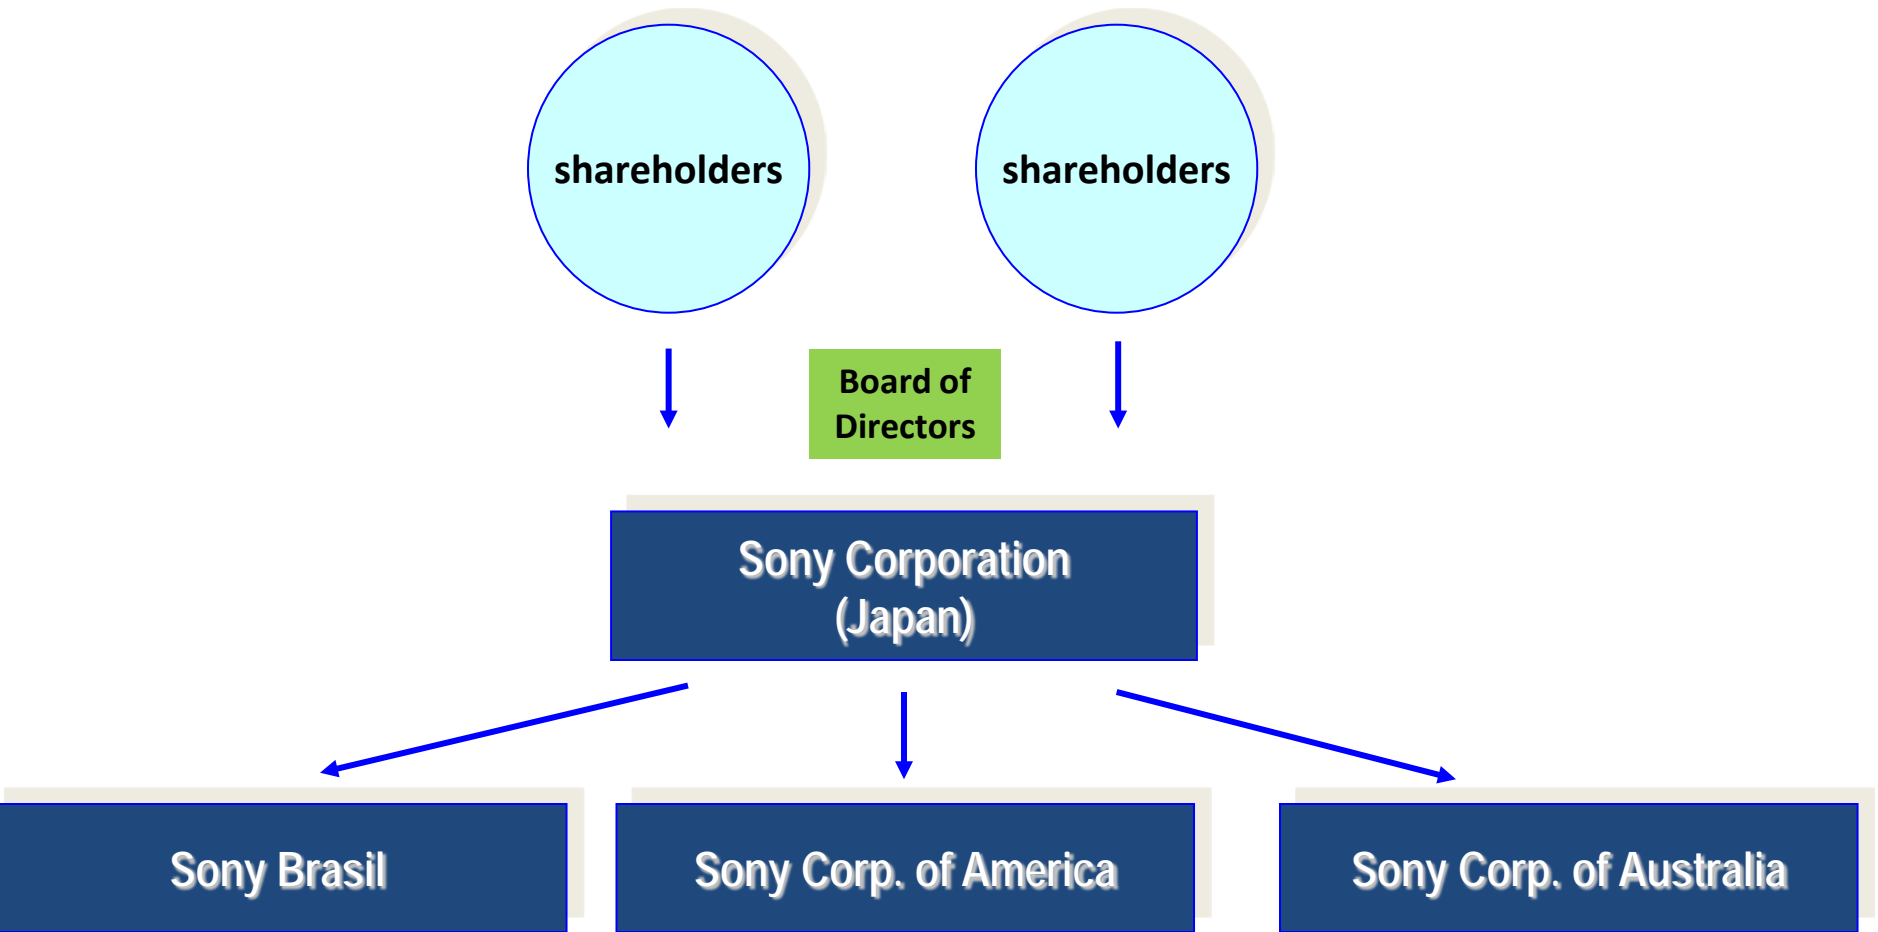 shareholders
shareholders
Board of
Directors
Sony Corporation
(Japan)
Sony Brasil
Sony Corp. of America
Sony Corp. of Australia